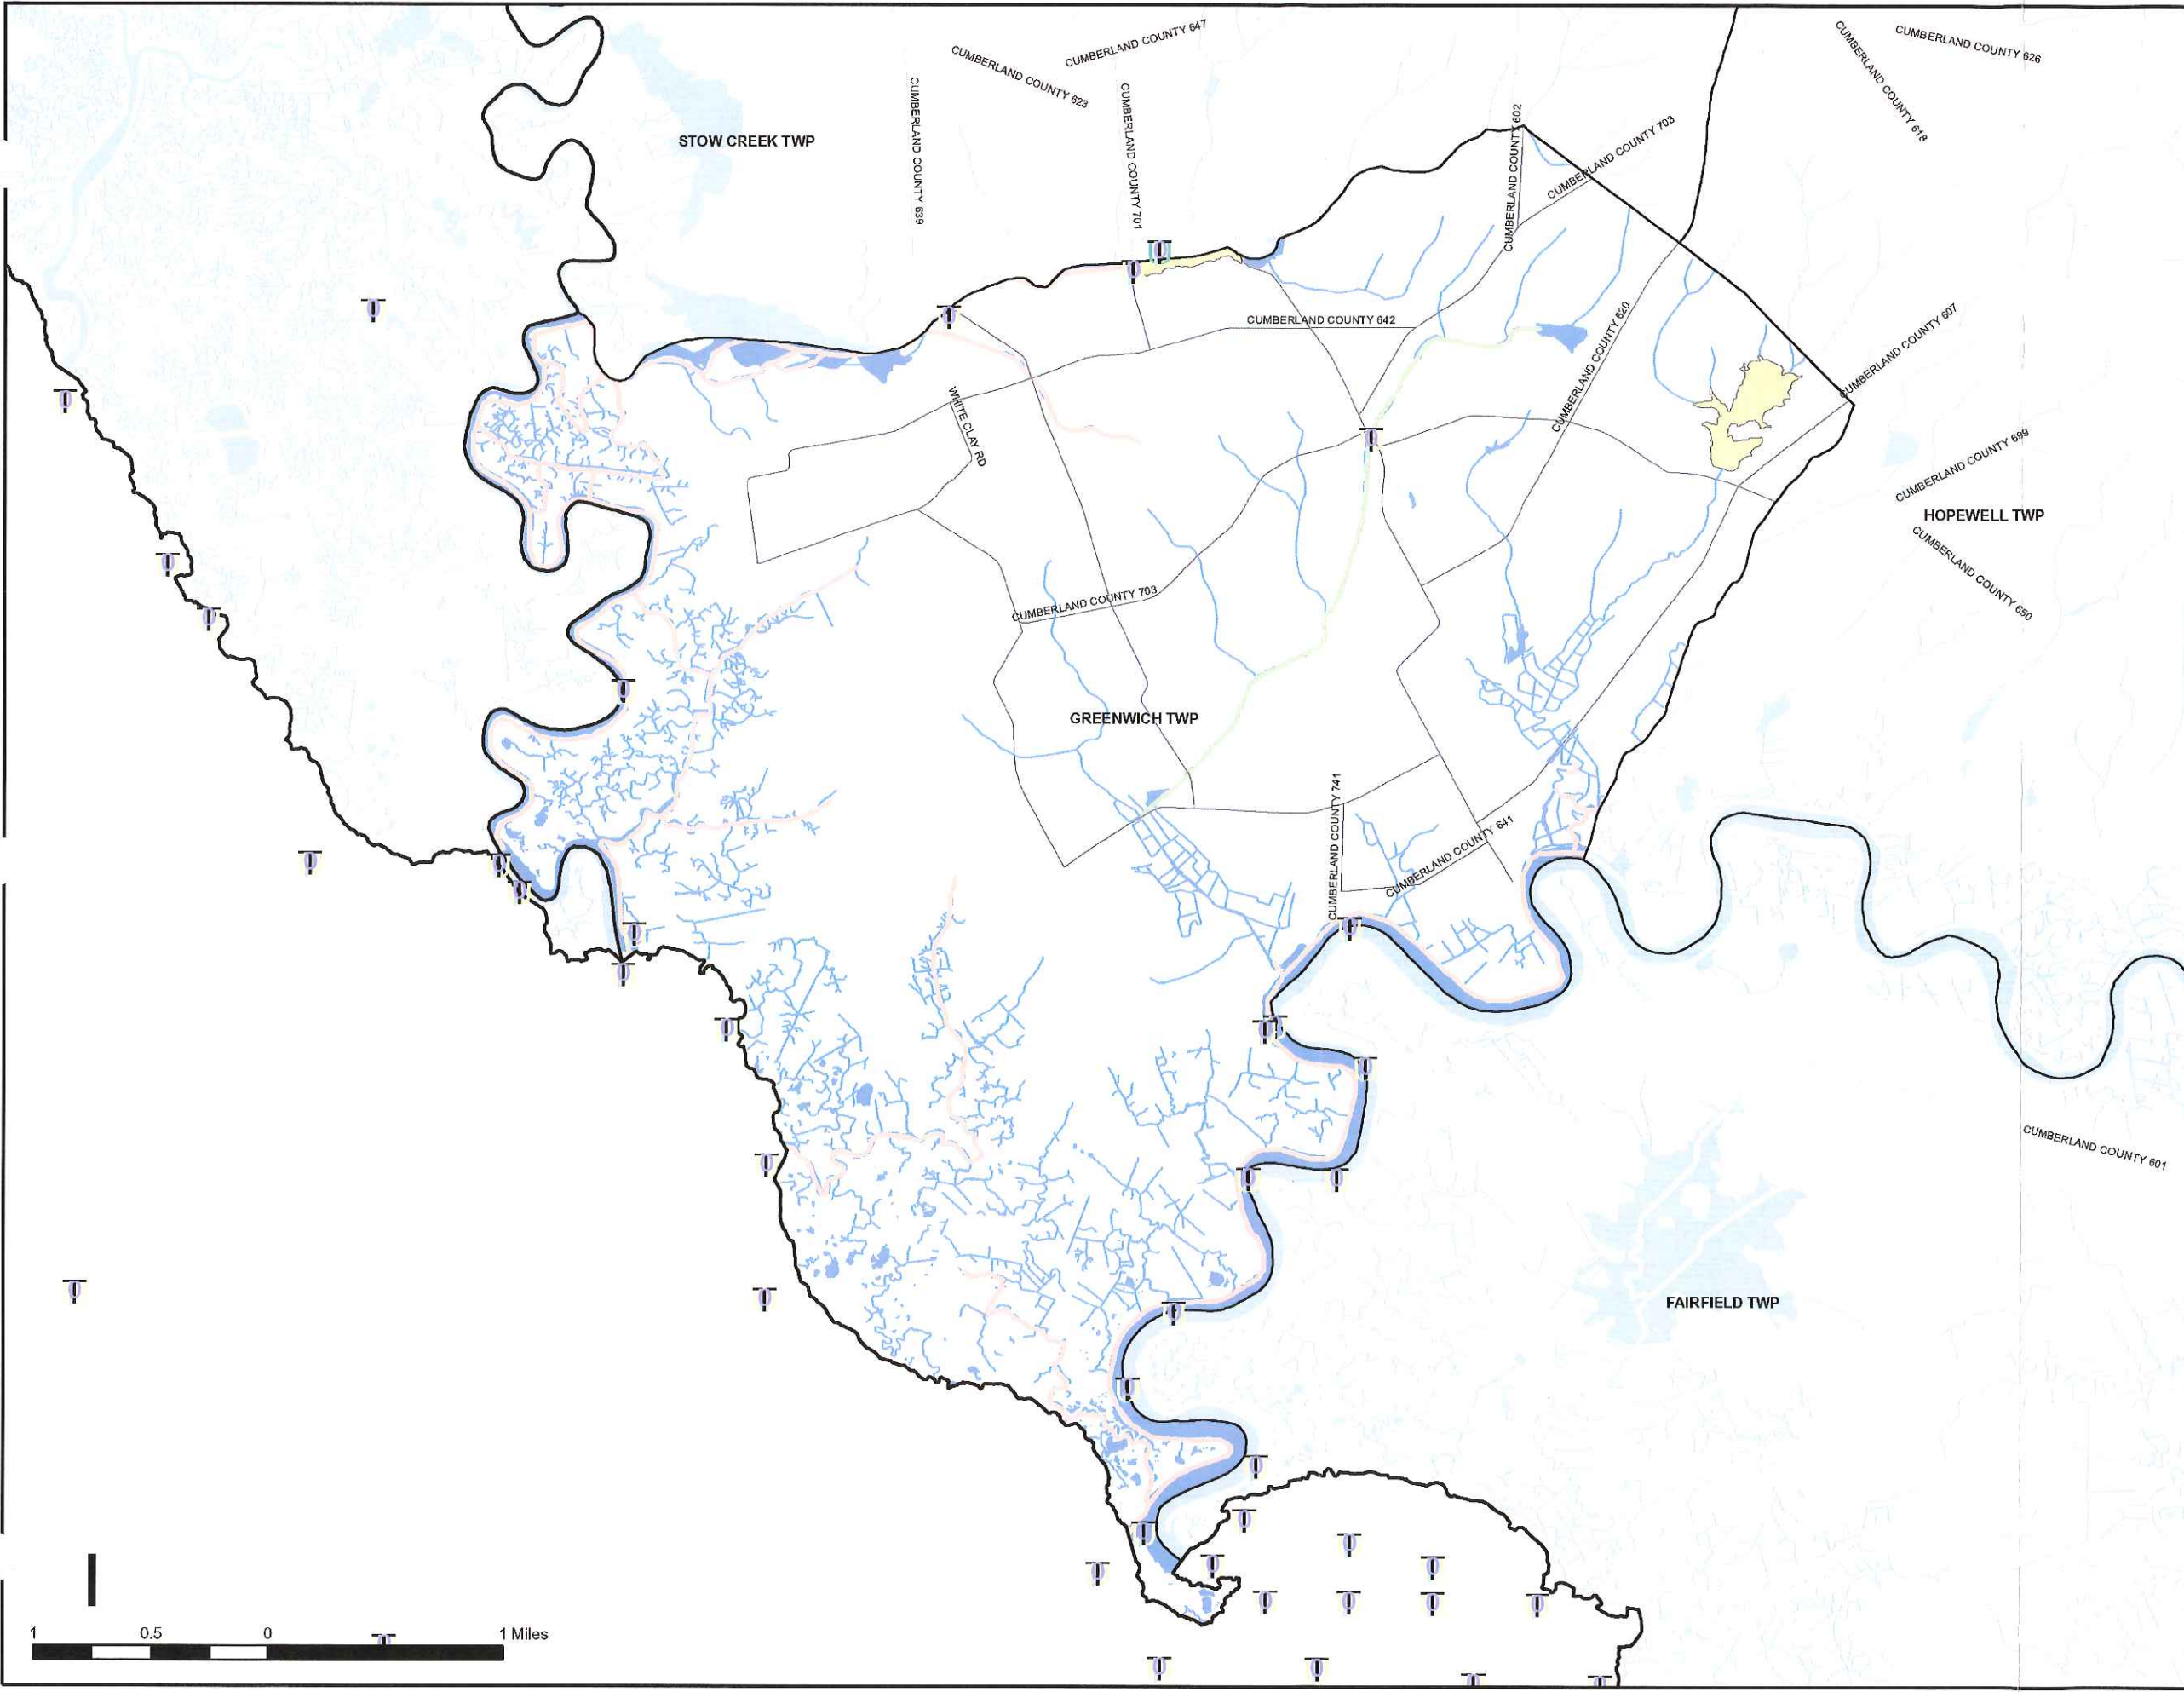 CUMBERLAND COUNTY 647
CUMBERLAND COUNTY 626
CUMBERLAND COUNTY 623
CUMBERLAND COUNTY 618
CUMBERLAND COUNTY 639
CUMBERLAND COUNTY 701
CUMBERLAND COUNTY 602
CUMBERLAND COUNTY 703
STOW CREEK TWP
CUMBERLAND COUNTY 642
CUMBERLAND COUNTY 620
CUMBERLAND COUNTY 607
WHITE CLAY RD
CUMBERLAND COUNTY 699
HOPEWELL TWP
CUMBERLAND COUNTY 650
CUMBERLAND COUNTY 703
GREENWICH TWP
CUMBERLAND COUNTY 741
CUMBERLAND COUNTY 641
CUMBERLAND COUNTY 601
FAIRFIELD TWP
1 0.5 0 1 Miles